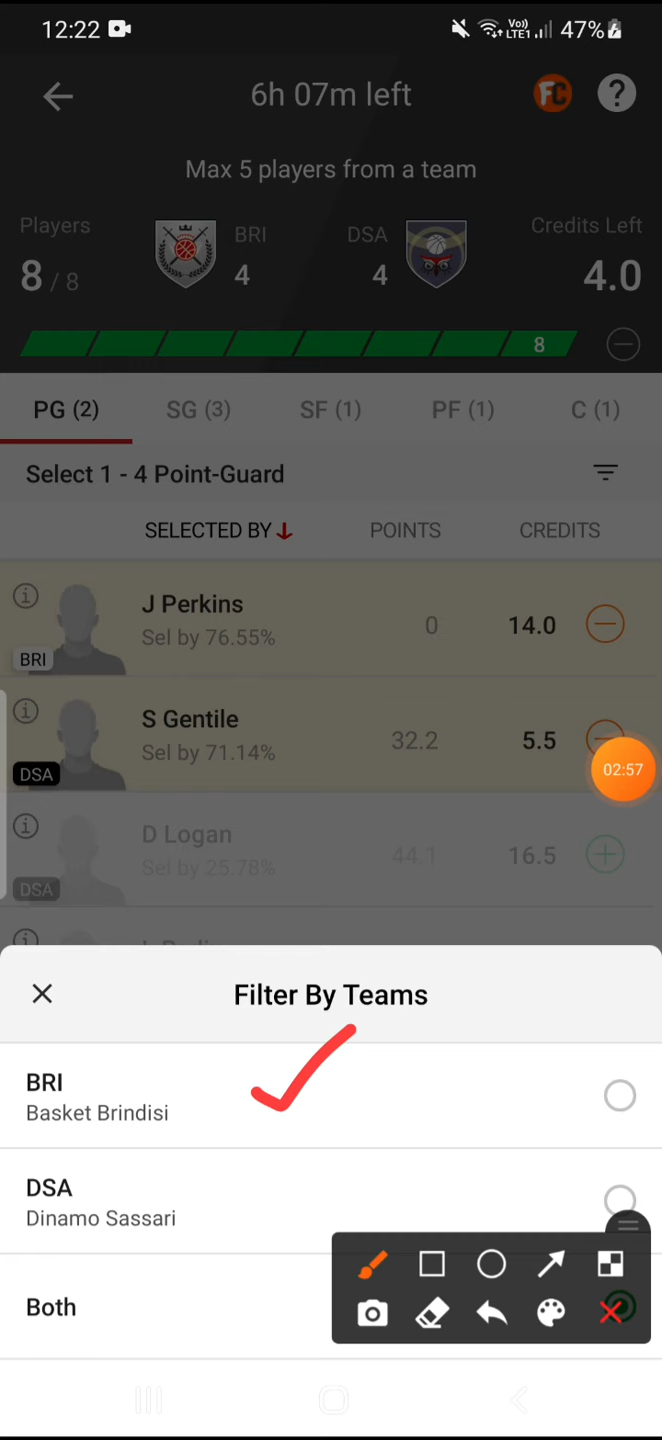 12:22
Vo)) LTE1 47%
6h 07m left
FC ?
Max 5 players from a team
Players BRI DSA Credits Left
8 / 8 4 4 4.0
8
PG (2) SG (3) SF (1) PF (1) C (1)
Select 1 - 4 Point-Guard
SELECTED BY POINTS CREDITS
J Perkins
Sel by 76.55% 0 14.0
BRI
S Gentile
Sel by 71.14% 32.2 5.5
DSA
02:57
D Logan
Sel by 25.78% 44.1 16.5
DSA
Filter By Teams
BRI
Basket Brindisi
DSA
Dinamo Sassari
Both